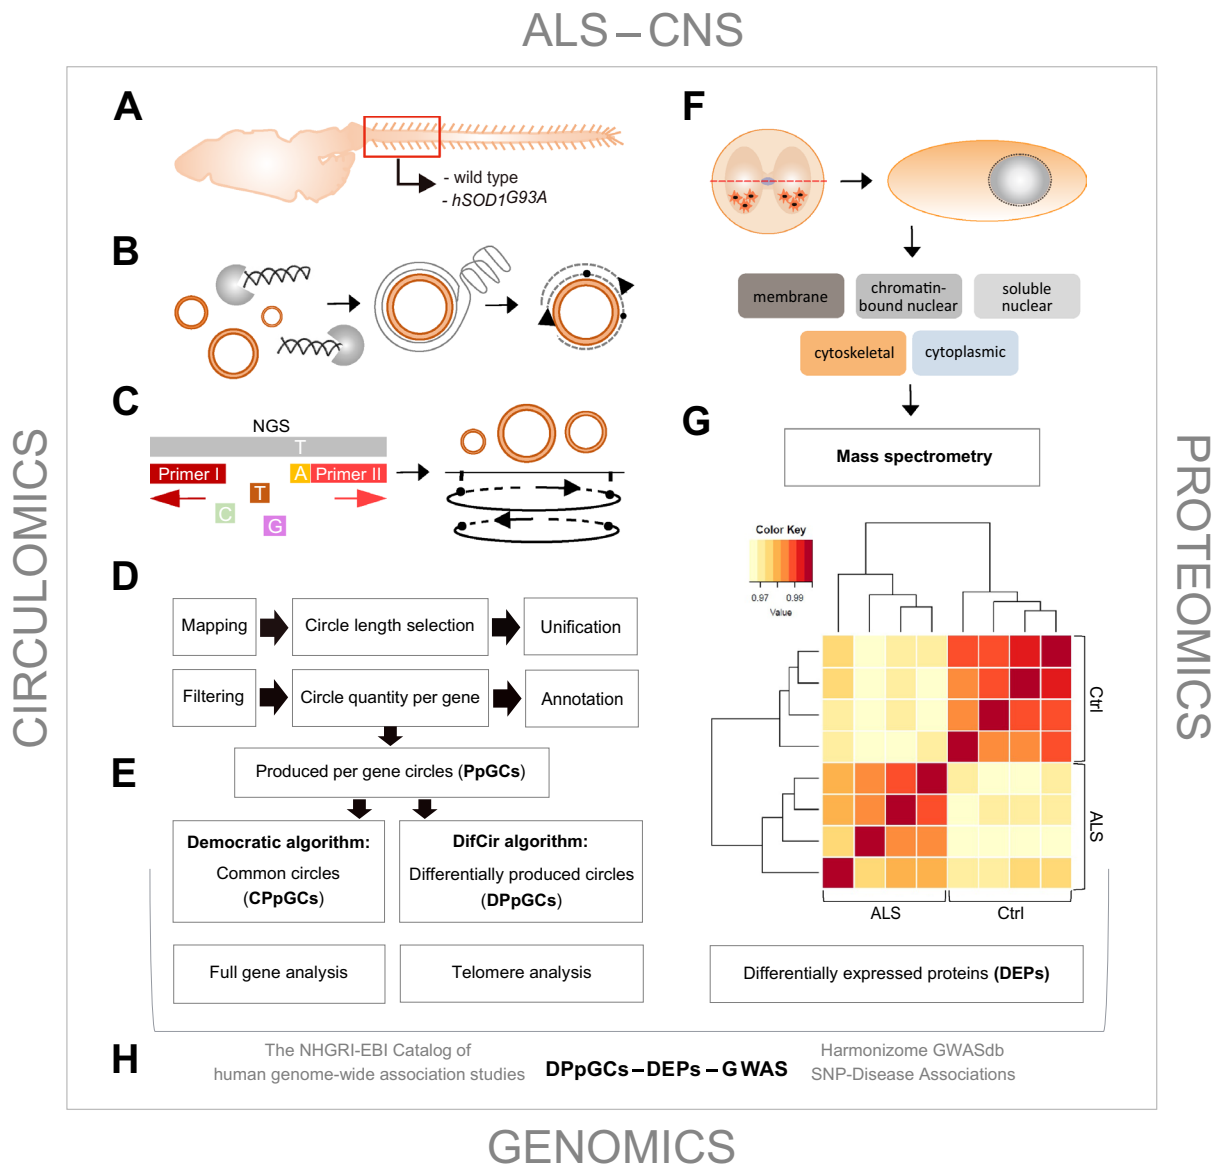 ALS – CNS
CIRCULOMICS
PROTEOMICS
GENOMICS
A
- wild type
- hSOD1G93A
B
C
NGS
T
Primer I
A
Primer II
T
C
G
D
Mapping
Circle length selection
Unification
Filtering
Circle quantity per gene
Annotation
E
Produced per gene circles (PpGCs)
Democratic algorithm:
Common circles
(CPpGCs)
DifCir algorithm:
Differentially produced circles
(DPpGCs)
Full gene analysis
Telomere analysis
F
membrane
chromatin-
bound nuclear
soluble
nuclear
cytoskeletal
cytoplasmic
G
Mass spectrometry
Color Key
0.97 0.99
Value
Ctrl
ALS
ALS
Ctrl
Differentially expressed proteins (DEPs)
H
The NHGRI-EBI Catalog of
human genome-wide association studies
DPpGCs – DEPs – GWAS
Harmonizome GWASdb
SNP-Disease Associations